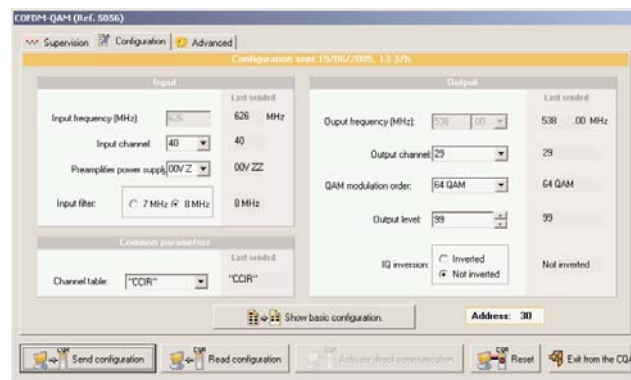 COFDM-QAM (Ref. 5056)
Supervision Configuration Advanced
Configuration sent 15/06/2005, 13:37h
Input
Last sended
Input frequency (MHz): 626 626 MHz
Input channel: 40 40
Preamplifier power supply: 00V Z 00V ZZ
Input filter: 7 MHz 8 MHz 8 MHz
Common parameters
Last sended
Channel table: "CCIR" "CCIR"
Output
Last sended
Ouput frequency (MHz): 538 .00 538 .00 MHz
Output channel: 29 29
QAM modulation order: 64 QAM 64 QAM
Output level: 99 99
IQ inversion: Inverted Not inverted Not inverted
Show basic configuration. Address: 30
CQM Send configuration CQM Read configuration Activate direct communication CQM Reset Exit from the CQA